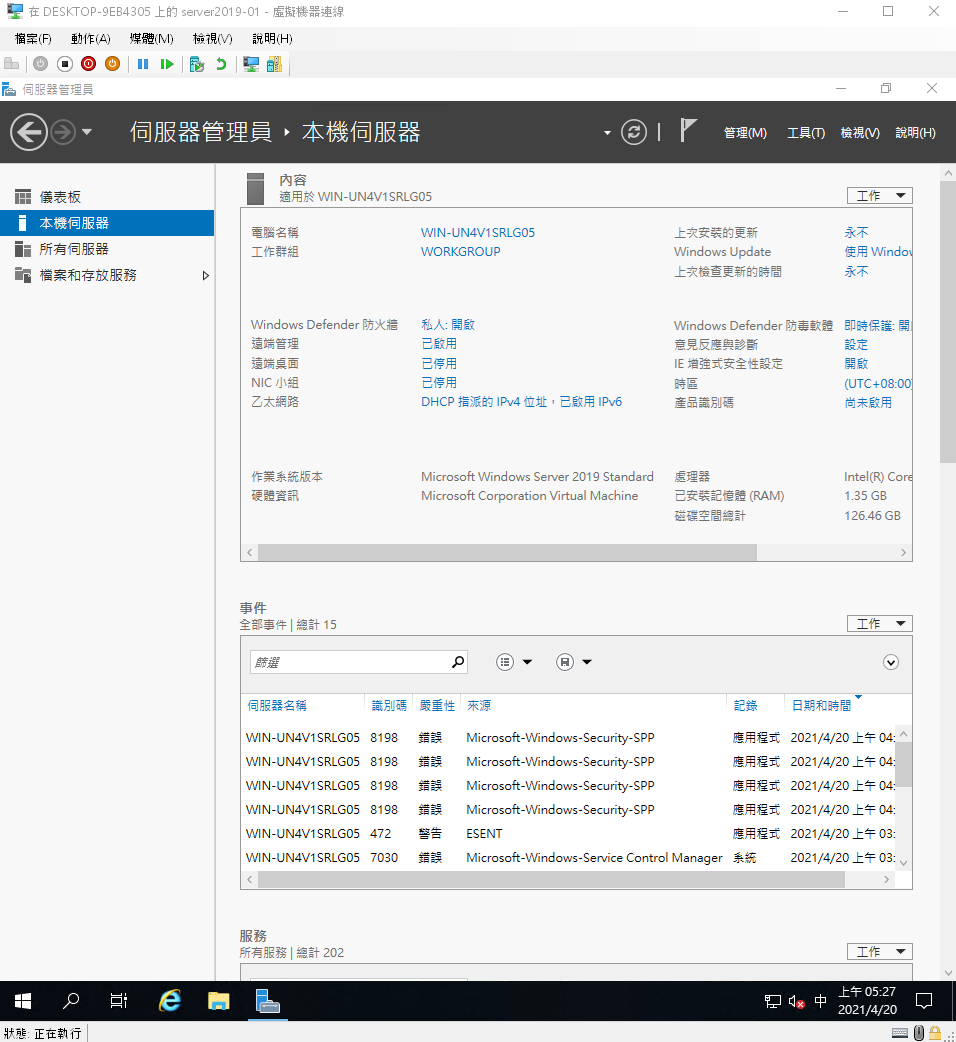 在 DESKTOP-9EB4305 上的 server2019-01 - 虛擬機器連線
檔案(F) 動作(A) 媒體(M) 檢視(V) 說明(H)
伺服器管理員
伺服器管理員 ‣ 本機伺服器
管理(M) 工具(T) 檢視(V) 說明(H)
儀表板
本機伺服器
所有伺服器
檔案和存放服務
內容
適用於 WIN-UN4V1SRLG05
工作
電腦名稱 WIN-UN4V1SRLG05 上次安裝的更新 永不
工作群組 WORKGROUP Windows Update 使用 Window
上次檢查更新的時間 永不
Windows Defender 防火牆 私人: 開啟 Windows Defender 防毒軟體 即時保護: 開
遠端管理 已啟用 意見反應與診斷 設定
遠端桌面 已停用 IE 增強式安全性設定 開啟
NIC 小組 已停用 時區 (UTC+08:00)
乙太網路 DHCP 指派的 IPv4 位址，已啟用 IPv6 產品識別碼 尚未啟用
作業系統版本 Microsoft Windows Server 2019 Standard 處理器 Intel(R) Core
硬體資訊 Microsoft Corporation Virtual Machine 已安裝記憶體 (RAM) 1.35 GB
磁碟空間總計 126.46 GB
事件
全部事件 | 總計 15
工作
篩選
伺服器名稱 識別碼 嚴重性 來源 記錄 日期和時間
WIN-UN4V1SRLG05 8198 錯誤 Microsoft-Windows-Security-SPP 應用程式 2021/4/20 上午 04:
WIN-UN4V1SRLG05 8198 錯誤 Microsoft-Windows-Security-SPP 應用程式 2021/4/20 上午 04:
WIN-UN4V1SRLG05 8198 錯誤 Microsoft-Windows-Security-SPP 應用程式 2021/4/20 上午 04:
WIN-UN4V1SRLG05 8198 錯誤 Microsoft-Windows-Security-SPP 應用程式 2021/4/20 上午 04:
WIN-UN4V1SRLG05 472 警告 ESENT 應用程式 2021/4/20 上午 03:
WIN-UN4V1SRLG05 7030 錯誤 Microsoft-Windows-Service Control Manager 系統 2021/4/20 上午 03:
服務
所有服務 | 總計 202
工作
中
上午 05:27
2021/4/20
狀態: 正在執行